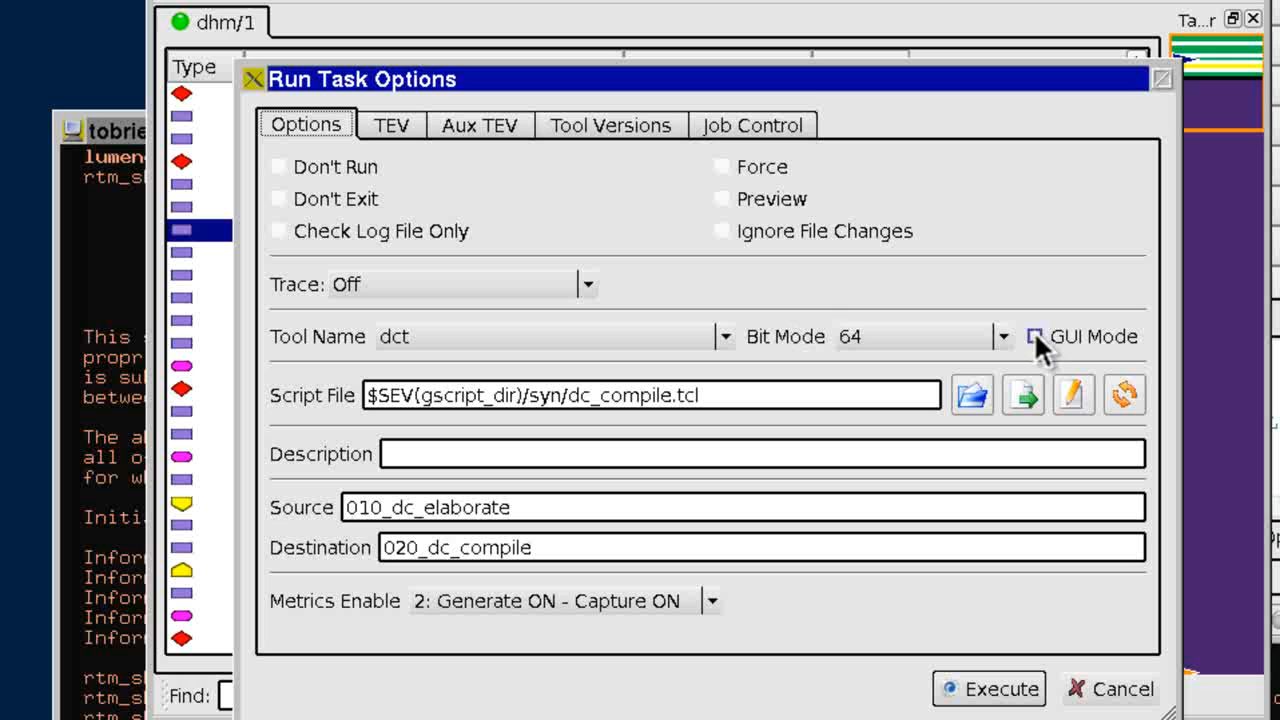 dhm/1
Ta...r
Type
Run Task Options
tobrie
Options TEV Aux TEV Tool Versions Job Control
lumen
rtm_s
Don't Run Force
Don't Exit Preview
Check Log File Only Ignore File Changes
Trace: Off
This
Tool Name dct Bit Mode 64 GUI Mode
propr
is su
betwe
Script File $SEV(gscript_dir)/syn/dc_compile.tcl
The a
all o
for w
Description
Source 010_dc_elaborate
Initi
Destination 020_dc_compile
Infor
Infor
Infor
Infor
Infor
Metrics Enable 2: Generate ON - Capture ON
rtm_s
rtm_s
rtm_s
Find:
Execute Cancel